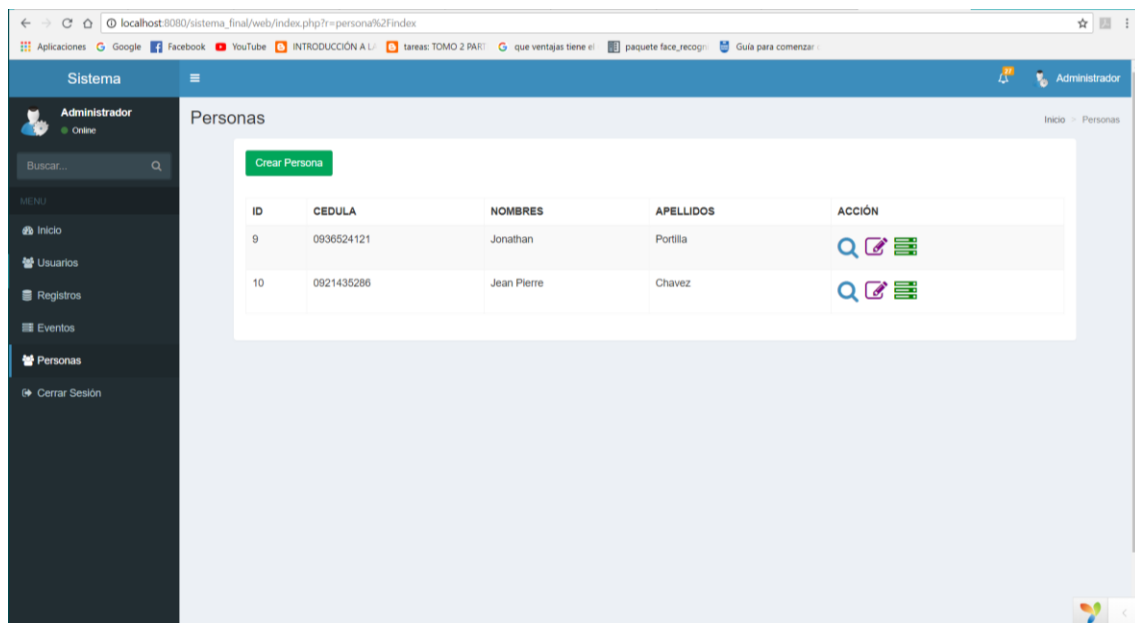 localhost:8080/sistema_final/web/index.php?r=persona%2Findex
Aplicaciones Google Facebook YouTube INTRODUCCIÓN A LA tareas: TOMO 2 PART que ventajas tiene el paquete face_recogni Guía para comenzar
Sistema
Administrador
Administrador
Online
Personas
Inicio > Personas
Buscar...
Crear Persona
MENU
ID CEDULA NOMBRES APELLIDOS ACCIÓN
Inicio
9 0936524121 Jonathan Portilla
Usuarios
10 0921435286 Jean Pierre Chavez
Registros
Eventos
Personas
Cerrar Sesión